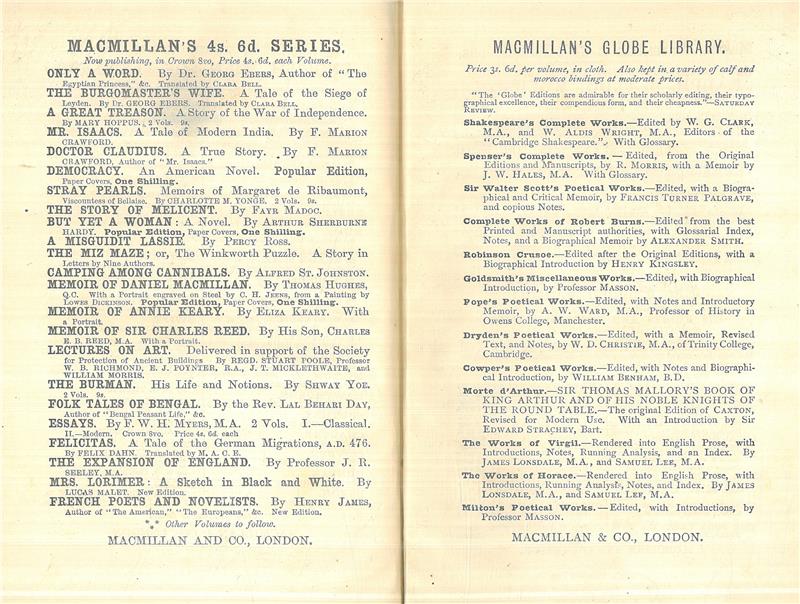 MACMILLAN'S 4s. 6d. SERIES.
Now publishing, in Crown 8vo, Price 4s. 6d. each Volume.
ONLY A WORD. By Dr. GEORG EBERS, Author of "The
Egyptian Princess," &c. Translated by CLARA BELL.
THE BURGOMASTER'S WIFE. A Tale of the Siege of
Leyden. By Dr. GEORG EBERS. Translated by CLARA BELL.
A GREAT TREASON. A Story of the War of Independence.
By MARY HOPPUS. 2 Vols. 9s.
MR. ISAACS. A Tale of Modern India. By F. MARION
CRAWFORD.
DOCTOR CLAUDIUS. A True Story. By F. MARION
CRAWFORD, Author of "Mr. Isaacs."
DEMOCRACY. An American Novel. Popular Edition,
Paper Covers, One Shilling.
STRAY PEARLS. Memoirs of Margaret de Ribaumont,
Viscountess of Bellaise. By CHARLOTTE M. YONGE. 2 Vols. 9s.
THE STORY OF MELICENT. By FAYR MADOC.
BUT YET A WOMAN: A Novel. By ARTHUR SHERBURNE
HARDY. Popular Edition, Paper Covers, One Shilling.
A MISGUIDIT LASSIE. By PERCY ROSS.
THE MIZ MAZE; or, The Winkworth Puzzle. A Story in
Letters by Nine Authors.
CAMPING AMONG CANNIBALS. By ALFRED ST. JOHNSTON.
MEMOIR OF DANIEL MACMILLAN. By THOMAS HUGHES,
Q.C. With a Portrait engraved on Steel by C. H. JEENS, from a Painting by
LOWES DICKINSON. Popular Edition, Paper Covers, One Shilling.
MEMOIR OF ANNIE KEARY. By ELIZA KEARY. With
a Portrait.
MEMOIR OF SIR CHARLES REED. By His Son, CHARLES
E. B. REED, M.A. With a Portrait.
LECTURES ON ART. Delivered in support of the Society
for Protection of Ancient Buildings. By REGD. STUART POOLE, Professor
W. B. RICHMOND, E. J. POYNTER, R.A., J. T. MICKLETHWAITE, and
WILLIAM MORRIS.
THE BURMAN. His Life and Notions. By SHWAY YOE.
2 Vols. 9s.
FOLK TALES OF BENGAL. By the Rev. LAL BEHARI DAY,
Author of "Bengal Peasant Life," &c.
ESSAYS. By F. W. H. MYERS, M.A. 2 Vols. I.—Classical.
II.—Modern. Crown 8vo. Price 4s. 6d. each
FELICITAS. A Tale of the German Migrations, A.D. 476.
By FELIX DAHN. Translated by M. A. C. E.
THE EXPANSION OF ENGLAND. By Professor J. R.
SEELEY, M.A.
MRS. LORIMER: A Sketch in Black and White. By
LUCAS MALET. New Edition.
FRENCH POETS AND NOVELISTS. By HENRY JAMES,
Author of "The American," "The Europeans," &c. New Edition.
*⁎* Other Volumes to follow.
MACMILLAN AND CO., LONDON.
MACMILLAN'S GLOBE LIBRARY.
Price 3s. 6d. per volume, in cloth. Also kept in a variety of calf and
morocco bindings at moderate prices.
"The 'Globe' Editions are admirable for their scholarly editing, their typo-
graphical excellence, their compendious form, and their cheapness."—SATURDAY
REVIEW.
Shakespeare's Complete Works.—Edited by W. G. CLARK,
M.A., and W. ALDIS WRIGHT, M.A., Editors of the
"Cambridge Shakespeare." With Glossary.
Spenser's Complete Works.—Edited, from the Original
Editions and Manuscripts, by R. MORRIS, with a Memoir by
J. W. HALES, M.A. With Glossary.
Sir Walter Scott's Poetical Works.—Edited, with a Biogra-
phical and Critical Memoir, by FRANCIS TURNER PALGRAVE,
and copious Notes.
Complete Works of Robert Burns.—Edited from the best
Printed and Manuscript authorities, with Glossarial Index,
Notes, and a Biographical Memoir by ALEXANDER SMITH.
Robinson Crusoe.—Edited after the Original Editions, with a
Biographical Introduction by HENRY KINGSLEY.
Goldsmith's Miscellaneous Works.—Edited, with Biographical
Introduction, by Professor MASSON.
Pope's Poetical Works.—Edited, with Notes and Introductory
Memoir, by A. W. WARD, M.A., Professor of History in
Owens College, Manchester.
Dryden's Poetical Works.—Edited, with a Memoir, Revised
Text, and Notes, by W. D. CHRISTIE, M.A., of Trinity College,
Cambridge.
Cowper's Poetical Works.—Edited, with Notes and Biographi-
cal Introduction, by WILLIAM BENHAM, B.D.
Morte d'Arthur.—SIR THOMAS MALLORY'S BOOK OF
KING ARTHUR AND OF HIS NOBLE KNIGHTS OF
THE ROUND TABLE.—The original Edition of CAXTON,
Revised for Modern Use. With an Introduction by Sir
EDWARD STRACHEY, Bart.
The Works of Virgil.—Rendered into English Prose, with
Introductions, Notes, Running Analysis, and an Index. By
JAMES LONSDALE, M.A., and SAMUEL LEE, M.A.
The Works of Horace.—Rendered into English Prose, with
Introductions, Running Analysis, Notes, and Index. By JAMES
LONSDALE, M.A., and SAMUEL LEE, M.A.
Milton's Poetical Works.—Edited, with Introductions, by
Professor MASSON.
MACMILLAN & CO., LONDON.